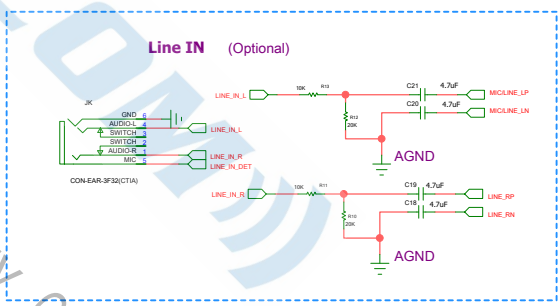 Line IN (Optional)
C21 4.7uF
10K R13
LINE_IN_L
MIC/LINE_LP
C20 4.7uF
JK
MIC/LINE_LN
GND 6
R12
20K
AUDIO-L 4
LINE_IN_L
SWITCH 3
SWITCH 2
AUDIO-R 1
LINE_IN_R
AGND
MIC 5
LINE_IN_DET
CON-EAR-3F32(CTIA)
10K R11
C19 4.7uF
LINE_IN_R
LINE_RP
C18 4.7uF
R10
20K
LINE_RN
AGND